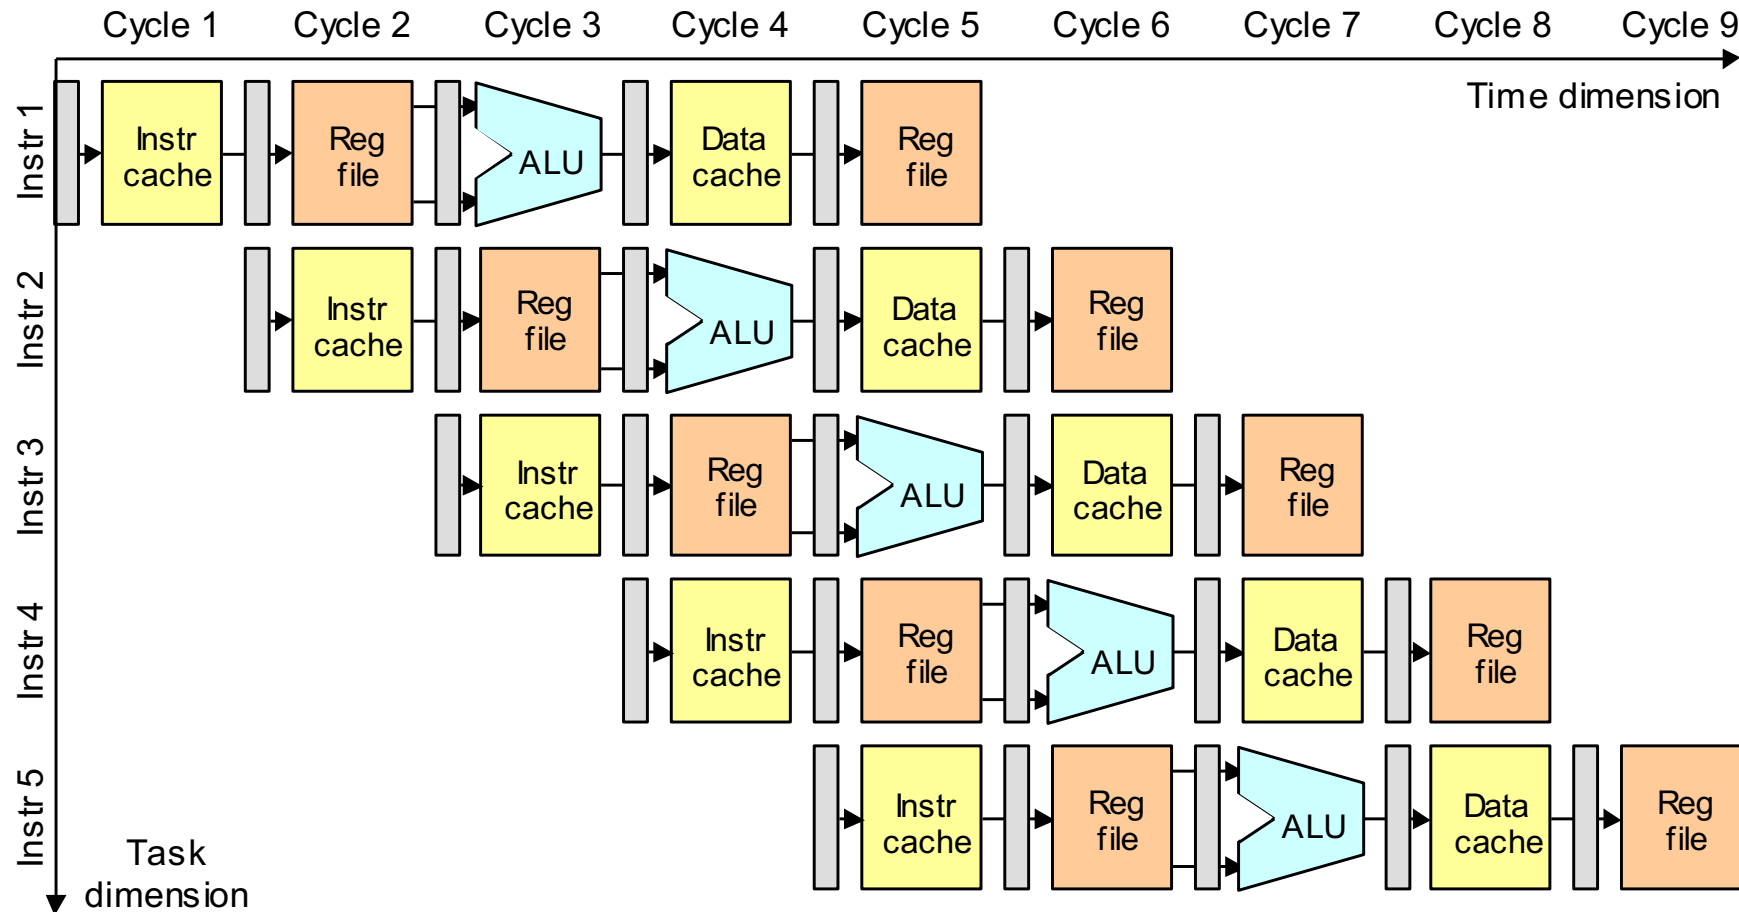 Cycle 1 Cycle 2 Cycle 3 Cycle 4 Cycle 5 Cycle 6 Cycle 7 Cycle 8 Cycle 9
Time dimension
Instr 1
Instr
cache
Reg
file
ALU
Data
cache
Reg
file
Instr 2
Instr
cache
Reg
file
ALU
Data
cache
Reg
file
Instr 3
Instr
cache
Reg
file
ALU
Data
cache
Reg
file
Instr 4
Instr
cache
Reg
file
ALU
Data
cache
Reg
file
Instr 5
Instr
cache
Reg
file
ALU
Data
cache
Reg
file
Task
dimension